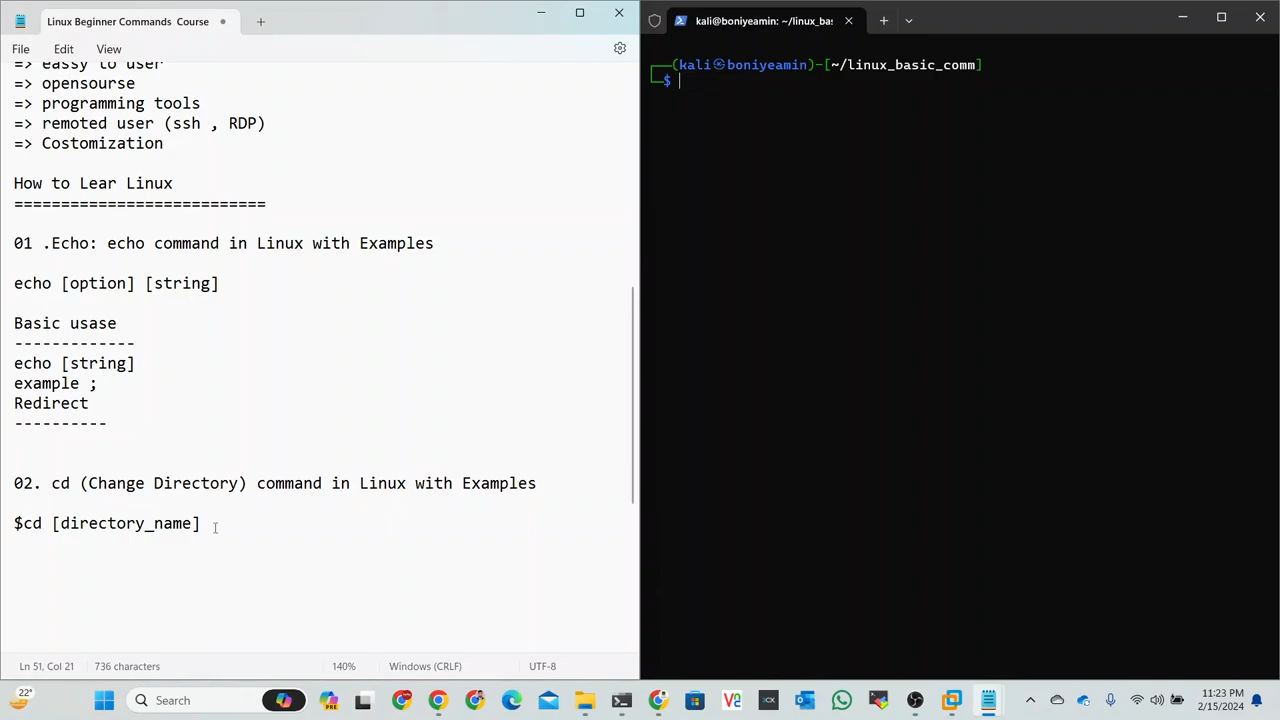 Linux Beginner Commands Course
File Edit View
=> eassy to user
=> opensourse
=> programming tools
=> remoted user (ssh , RDP)
=> Costomization
How to Lear Linux
===========================
01 .Echo: echo command in Linux with Examples
echo [option] [string]
Basic usase
-------------
echo [string]
example ;
Redirect
----------
02. cd (Change Directory) command in Linux with Examples
$cd [directory_name]
Ln 51, Col 21 736 characters 140% Windows (CRLF) UTF-8
kali@boniyeamin: ~/linux_bas
(kali㉿boniyeamin)-[~/linux_basic_comm]
$
22° Search 11:23 PM
2/15/2024